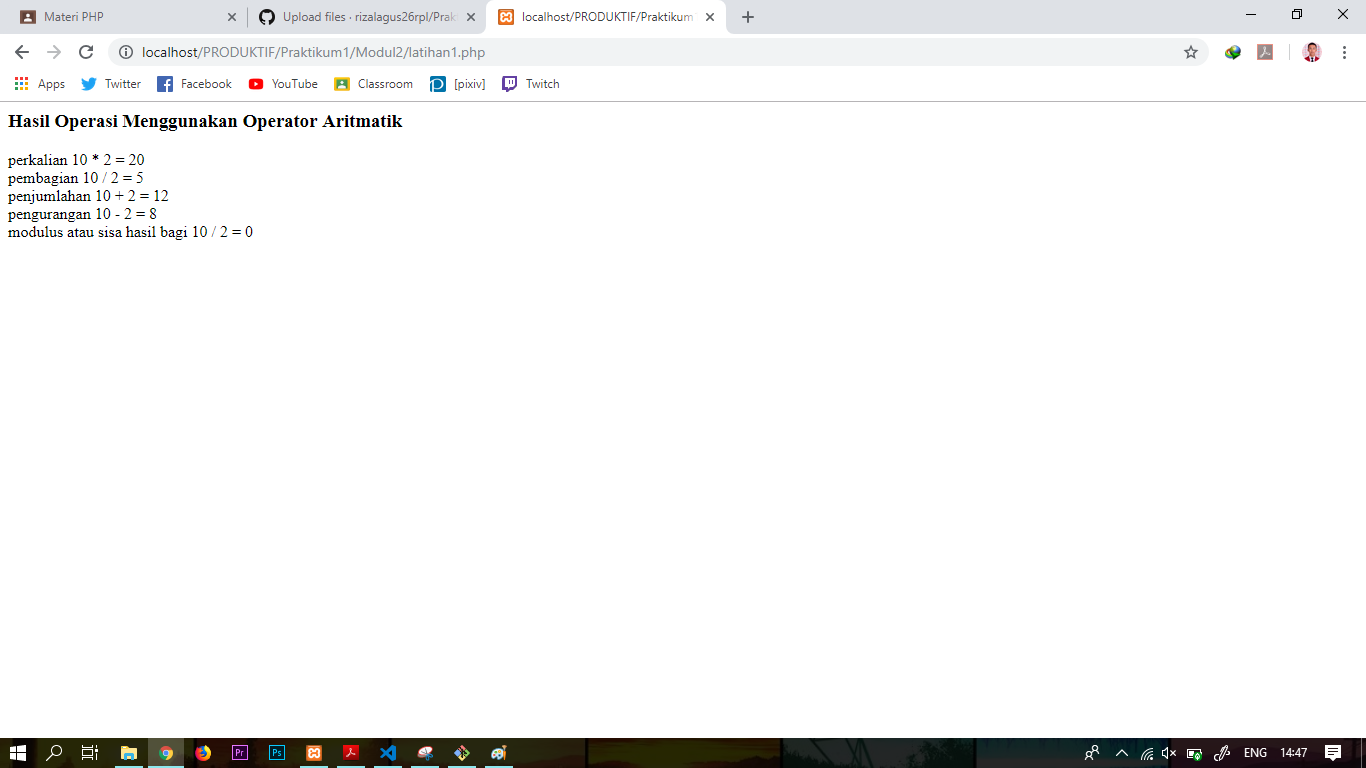 Materi PHP
Upload files · rizalagus26rpl/Prak
localhost/PRODUKTIF/Praktikum
localhost/PRODUKTIF/Praktikum1/Modul2/latihan1.php
Apps
Twitter
Facebook
YouTube
Classroom
[pixiv]
Twitch
Hasil Operasi Menggunakan Operator Aritmatik
perkalian 10 * 2 = 20
pembagian 10 / 2 = 5
penjumlahan 10 + 2 = 12
pengurangan 10 - 2 = 8
modulus atau sisa hasil bagi 10 / 2 = 0
Pr
Ps
ENG
14:47